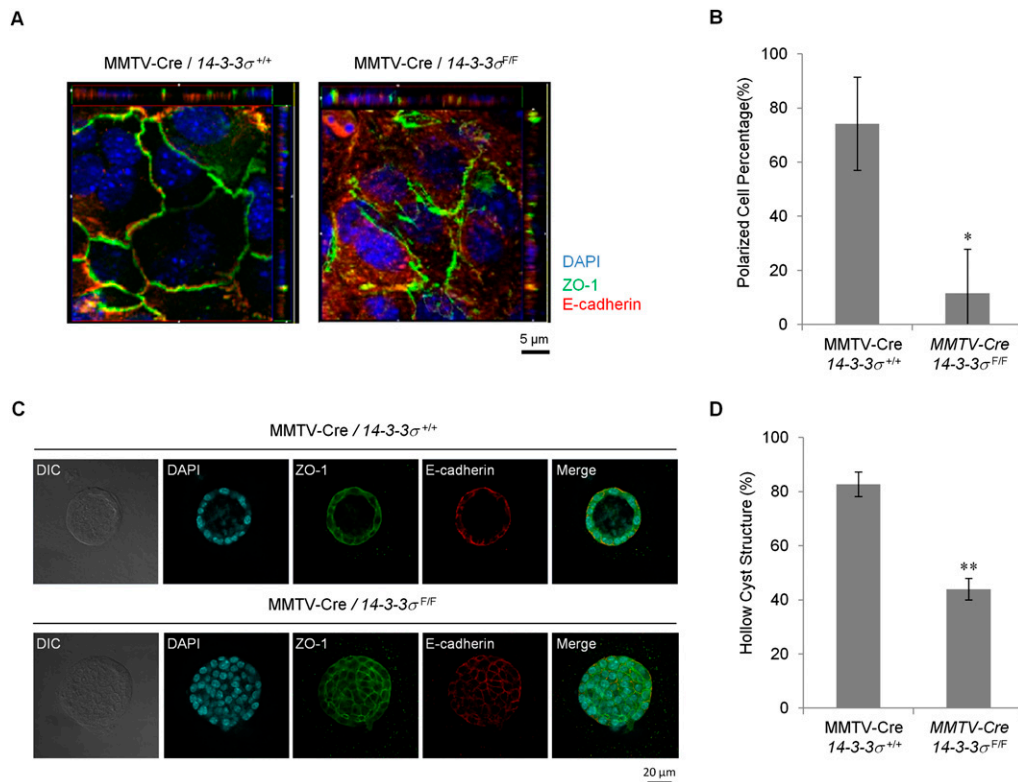 A
MMTV-Cre / 14-3-3σ+/+
MMTV-Cre / 14-3-3σF/F
DAPI
ZO-1
E-cadherin
5 μm
B
Polarized Cell Percentage(%)
100
80
60
40
20
0
*
MMTV-Cre
14-3-3σ+/+
MMTV-Cre
14-3-3σF/F
C
MMTV-Cre / 14-3-3σ+/+
DIC
DAPI
ZO-1
E-cadherin
Merge
MMTV-Cre / 14-3-3σF/F
DIC
DAPI
ZO-1
E-cadherin
Merge
20 μm
D
Hollow Cyst Structure (%)
100
80
60
40
20
0
**
MMTV-Cre
14-3-3σ+/+
MMTV-Cre
14-3-3σF/F